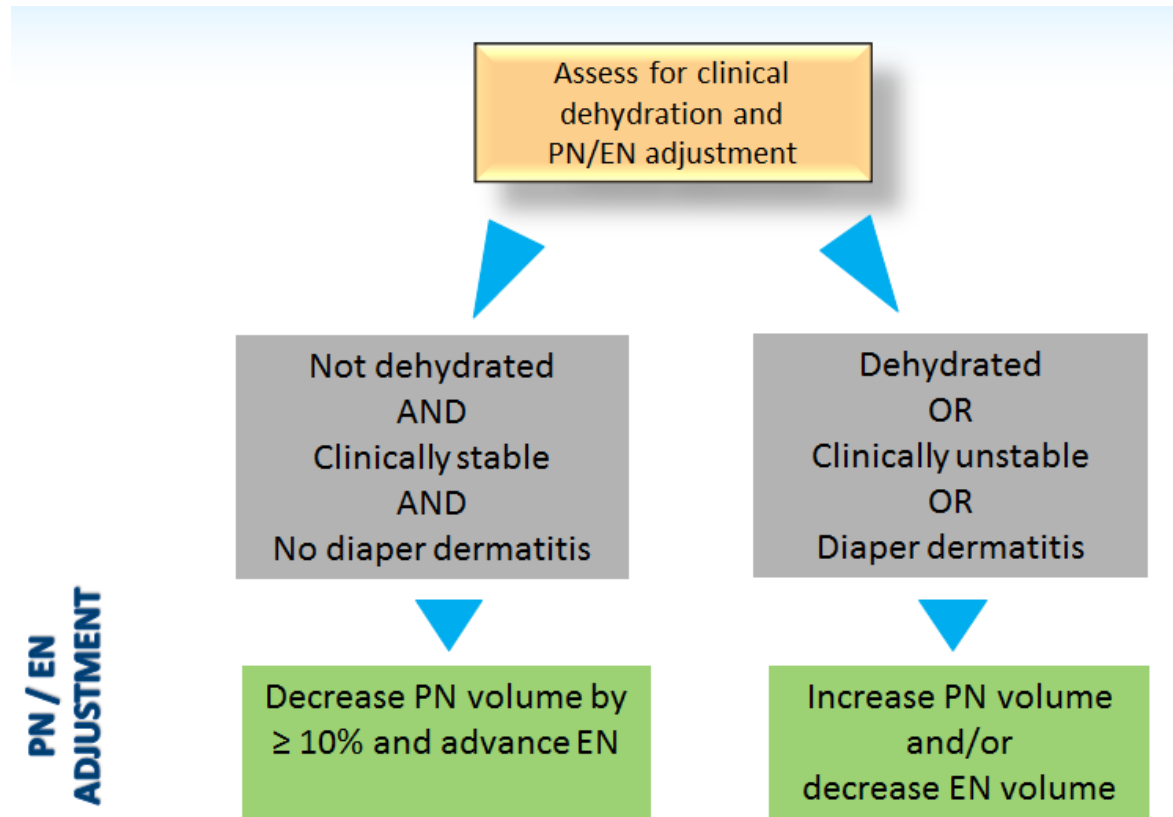 Assess for clinical
dehydration and
PN/EN adjustment
Not dehydrated
AND
Clinically stable
AND
No diaper dermatitis
Dehydrated
OR
Clinically unstable
OR
Diaper dermatitis
PN / EN
ADJUSTMENT
Decrease PN volume by
≥ 10% and advance EN
Increase PN volume
and/or
decrease EN volume